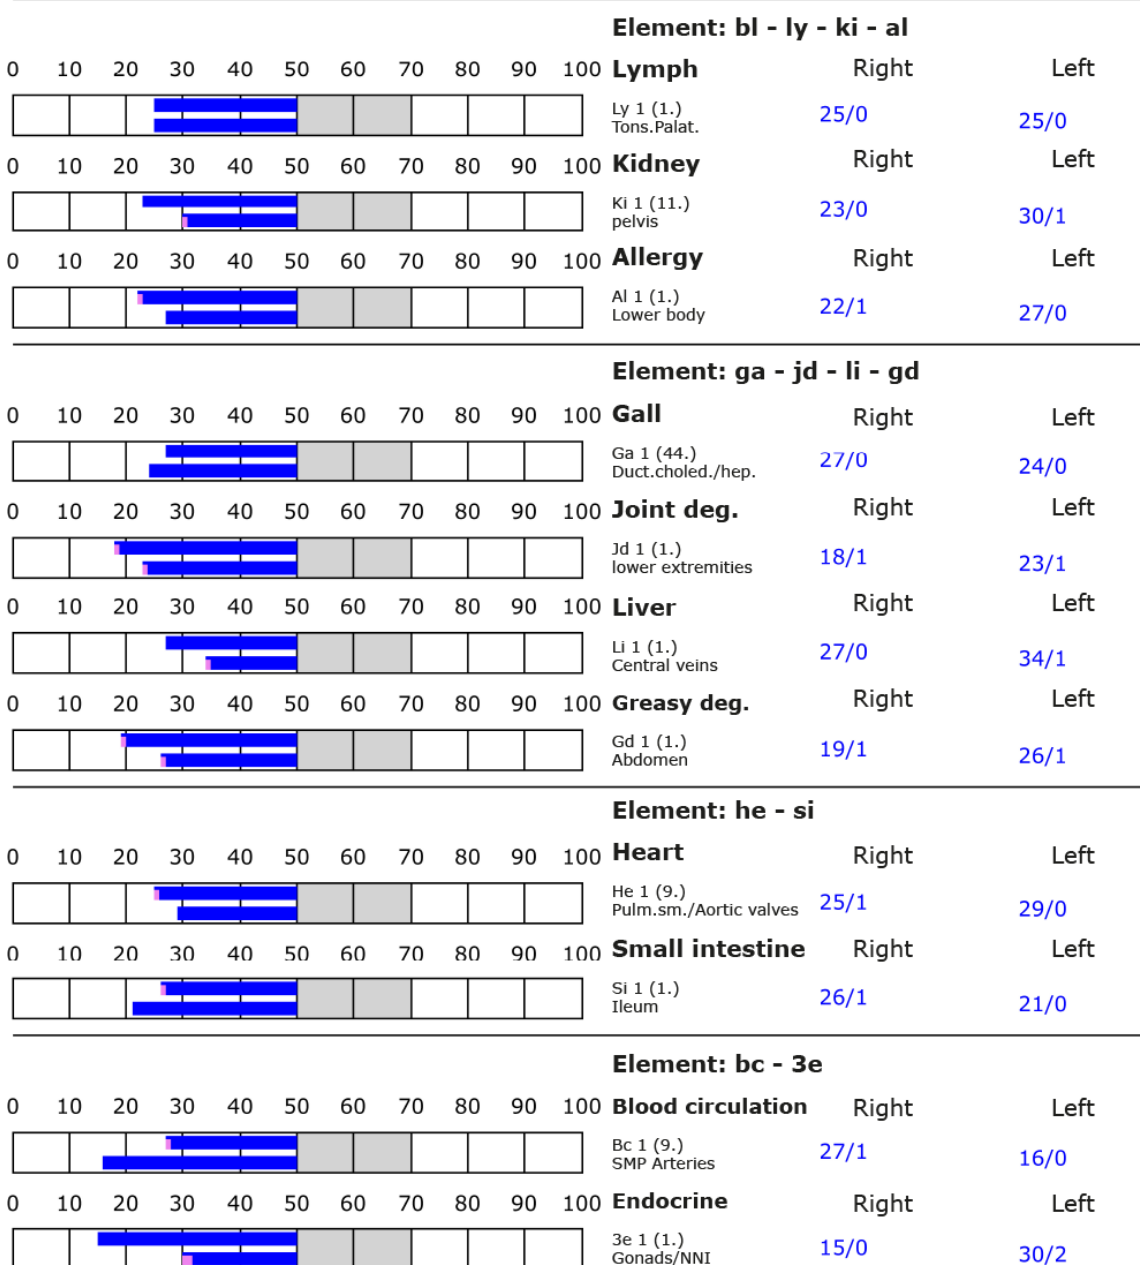 Element: bl - ly - ki - al
0 10 20 30 40 50 60 70 80 90 100 Lymph Right Left
Ly 1 (1.)
Tons.Palat.
25/0 25/0
0 10 20 30 40 50 60 70 80 90 100 Kidney Right Left
Ki 1 (11.)
pelvis
23/0 30/1
0 10 20 30 40 50 60 70 80 90 100 Allergy Right Left
Al 1 (1.)
Lower body
22/1 27/0
Element: ga - jd - li - gd
0 10 20 30 40 50 60 70 80 90 100 Gall Right Left
Ga 1 (44.)
Duct.choled./hep.
27/0 24/0
0 10 20 30 40 50 60 70 80 90 100 Joint deg. Right Left
Jd 1 (1.)
lower extremities
18/1 23/1
0 10 20 30 40 50 60 70 80 90 100 Liver Right Left
Li 1 (1.)
Central veins
27/0 34/1
0 10 20 30 40 50 60 70 80 90 100 Greasy deg. Right Left
Gd 1 (1.)
Abdomen
19/1 26/1
Element: he - si
0 10 20 30 40 50 60 70 80 90 100 Heart Right Left
He 1 (9.)
Pulm.sm./Aortic valves
25/1 29/0
0 10 20 30 40 50 60 70 80 90 100 Small intestine Right Left
Si 1 (1.)
Ileum
26/1 21/0
Element: bc - 3e
0 10 20 30 40 50 60 70 80 90 100 Blood circulation Right Left
Bc 1 (9.)
SMP Arteries
27/1 16/0
0 10 20 30 40 50 60 70 80 90 100 Endocrine Right Left
3e 1 (1.)
Gonads/NNI
15/0 30/2